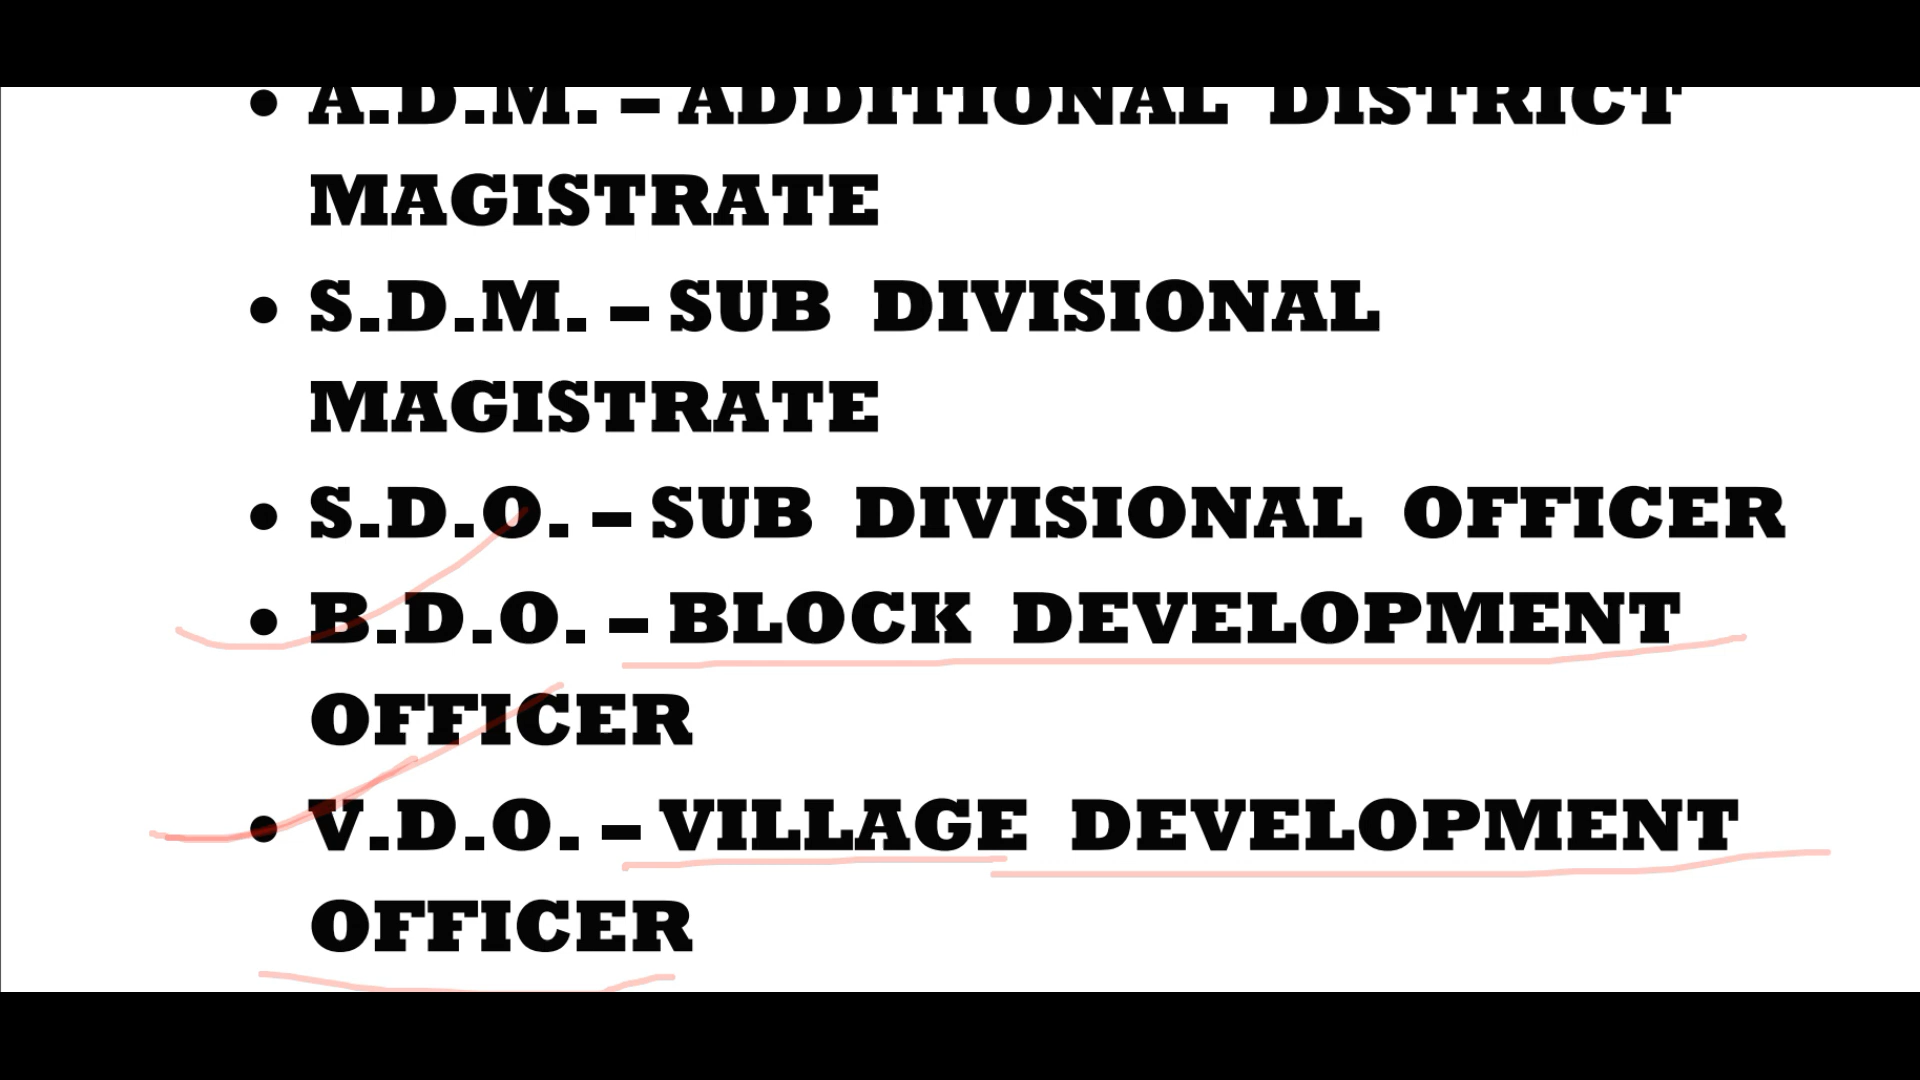 • A.D.M. – ADDITIONAL DISTRICT
MAGISTRATE
• S.D.M. – SUB DIVISIONAL
MAGISTRATE
• S.D.O. – SUB DIVISIONAL OFFICER
• B.D.O. – BLOCK DEVELOPMENT
OFFICER
• V.D.O. – VILLAGE DEVELOPMENT
OFFICER